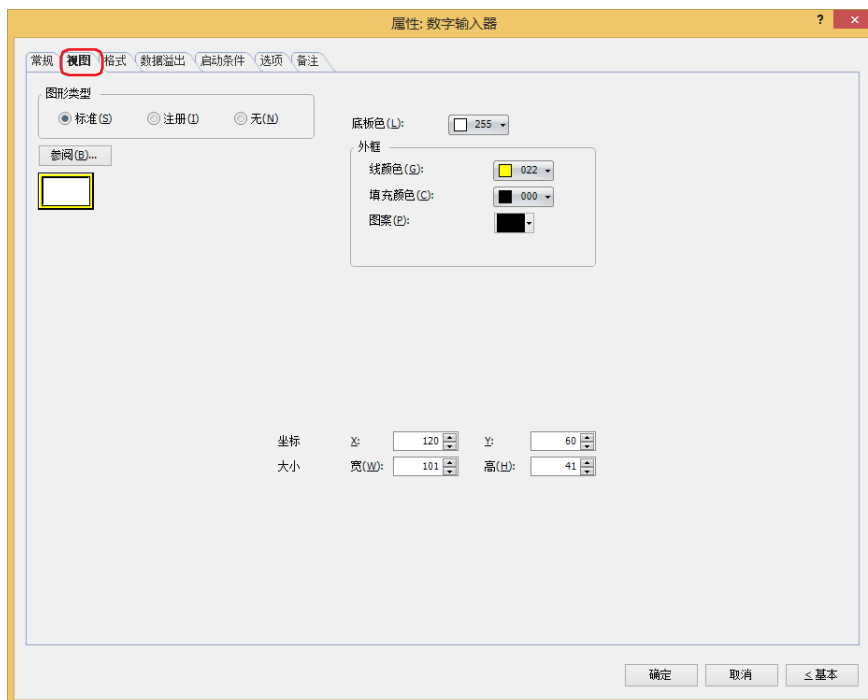 属性: 数字输入器
? ×
常规 视图 格式 数据溢出 启动条件 选项 备注
图形类型
标准(S) 注册(I) 无(N)
参阅(B)...
底板色(L): 255
外框
线颜色(G): 022
填充颜色(C): 000
图案(P):
坐标 X: 120 Y: 60
大小 宽(W): 101 高(H): 41
确定 取消 <基本